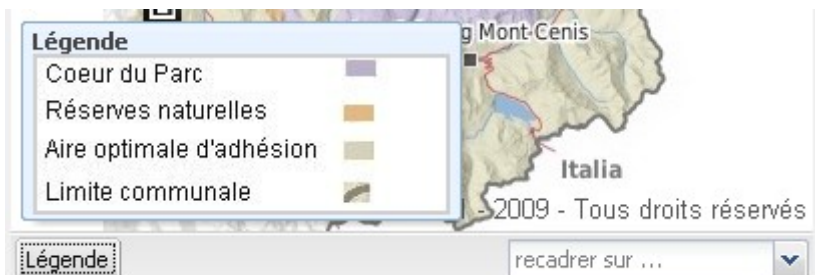 Légende
g Mont-Cenis
Coeur du Parc
Réserves naturelles
Aire optimale d'adhésion
Limite communale
Italia
- 2009 - Tous droits réservés
Légende
recadrer sur ...